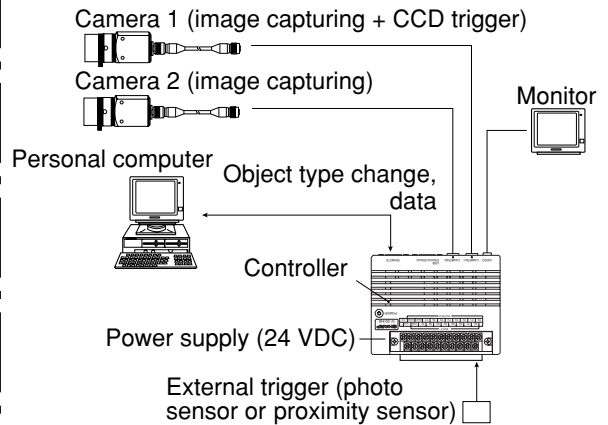 Camera 1 (image capturing + CCD trigger)
Camera 2 (image capturing)
Monitor
Personal computer
Object type change,
data
Controller
Power supply (24 VDC)
External trigger (photo
sensor or proximity sensor)
POWER